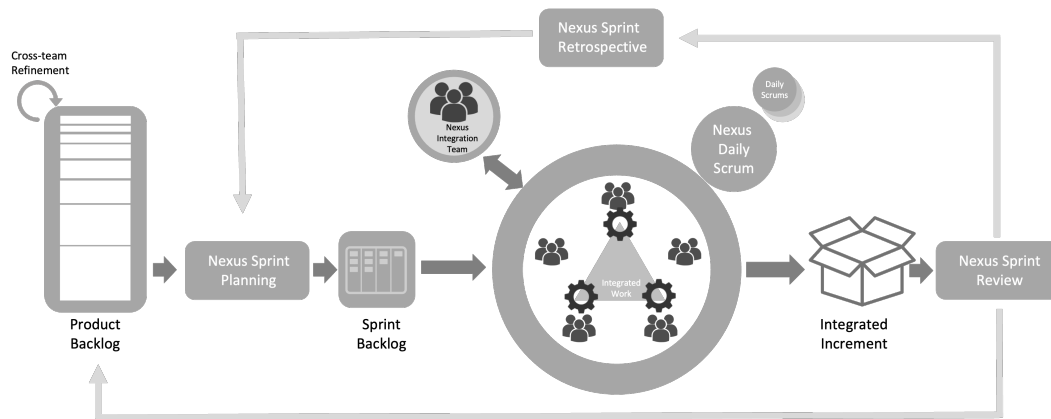 Nexus Sprint
Retrospective
Cross-team
Refinement
Daily
Scrums
Nexus
Integration
Team
Nexus
Daily
Scrum
Nexus Sprint
Planning
Integrated
Work
Nexus Sprint
Review
Product
Backlog
Sprint
Backlog
Integrated
Increment